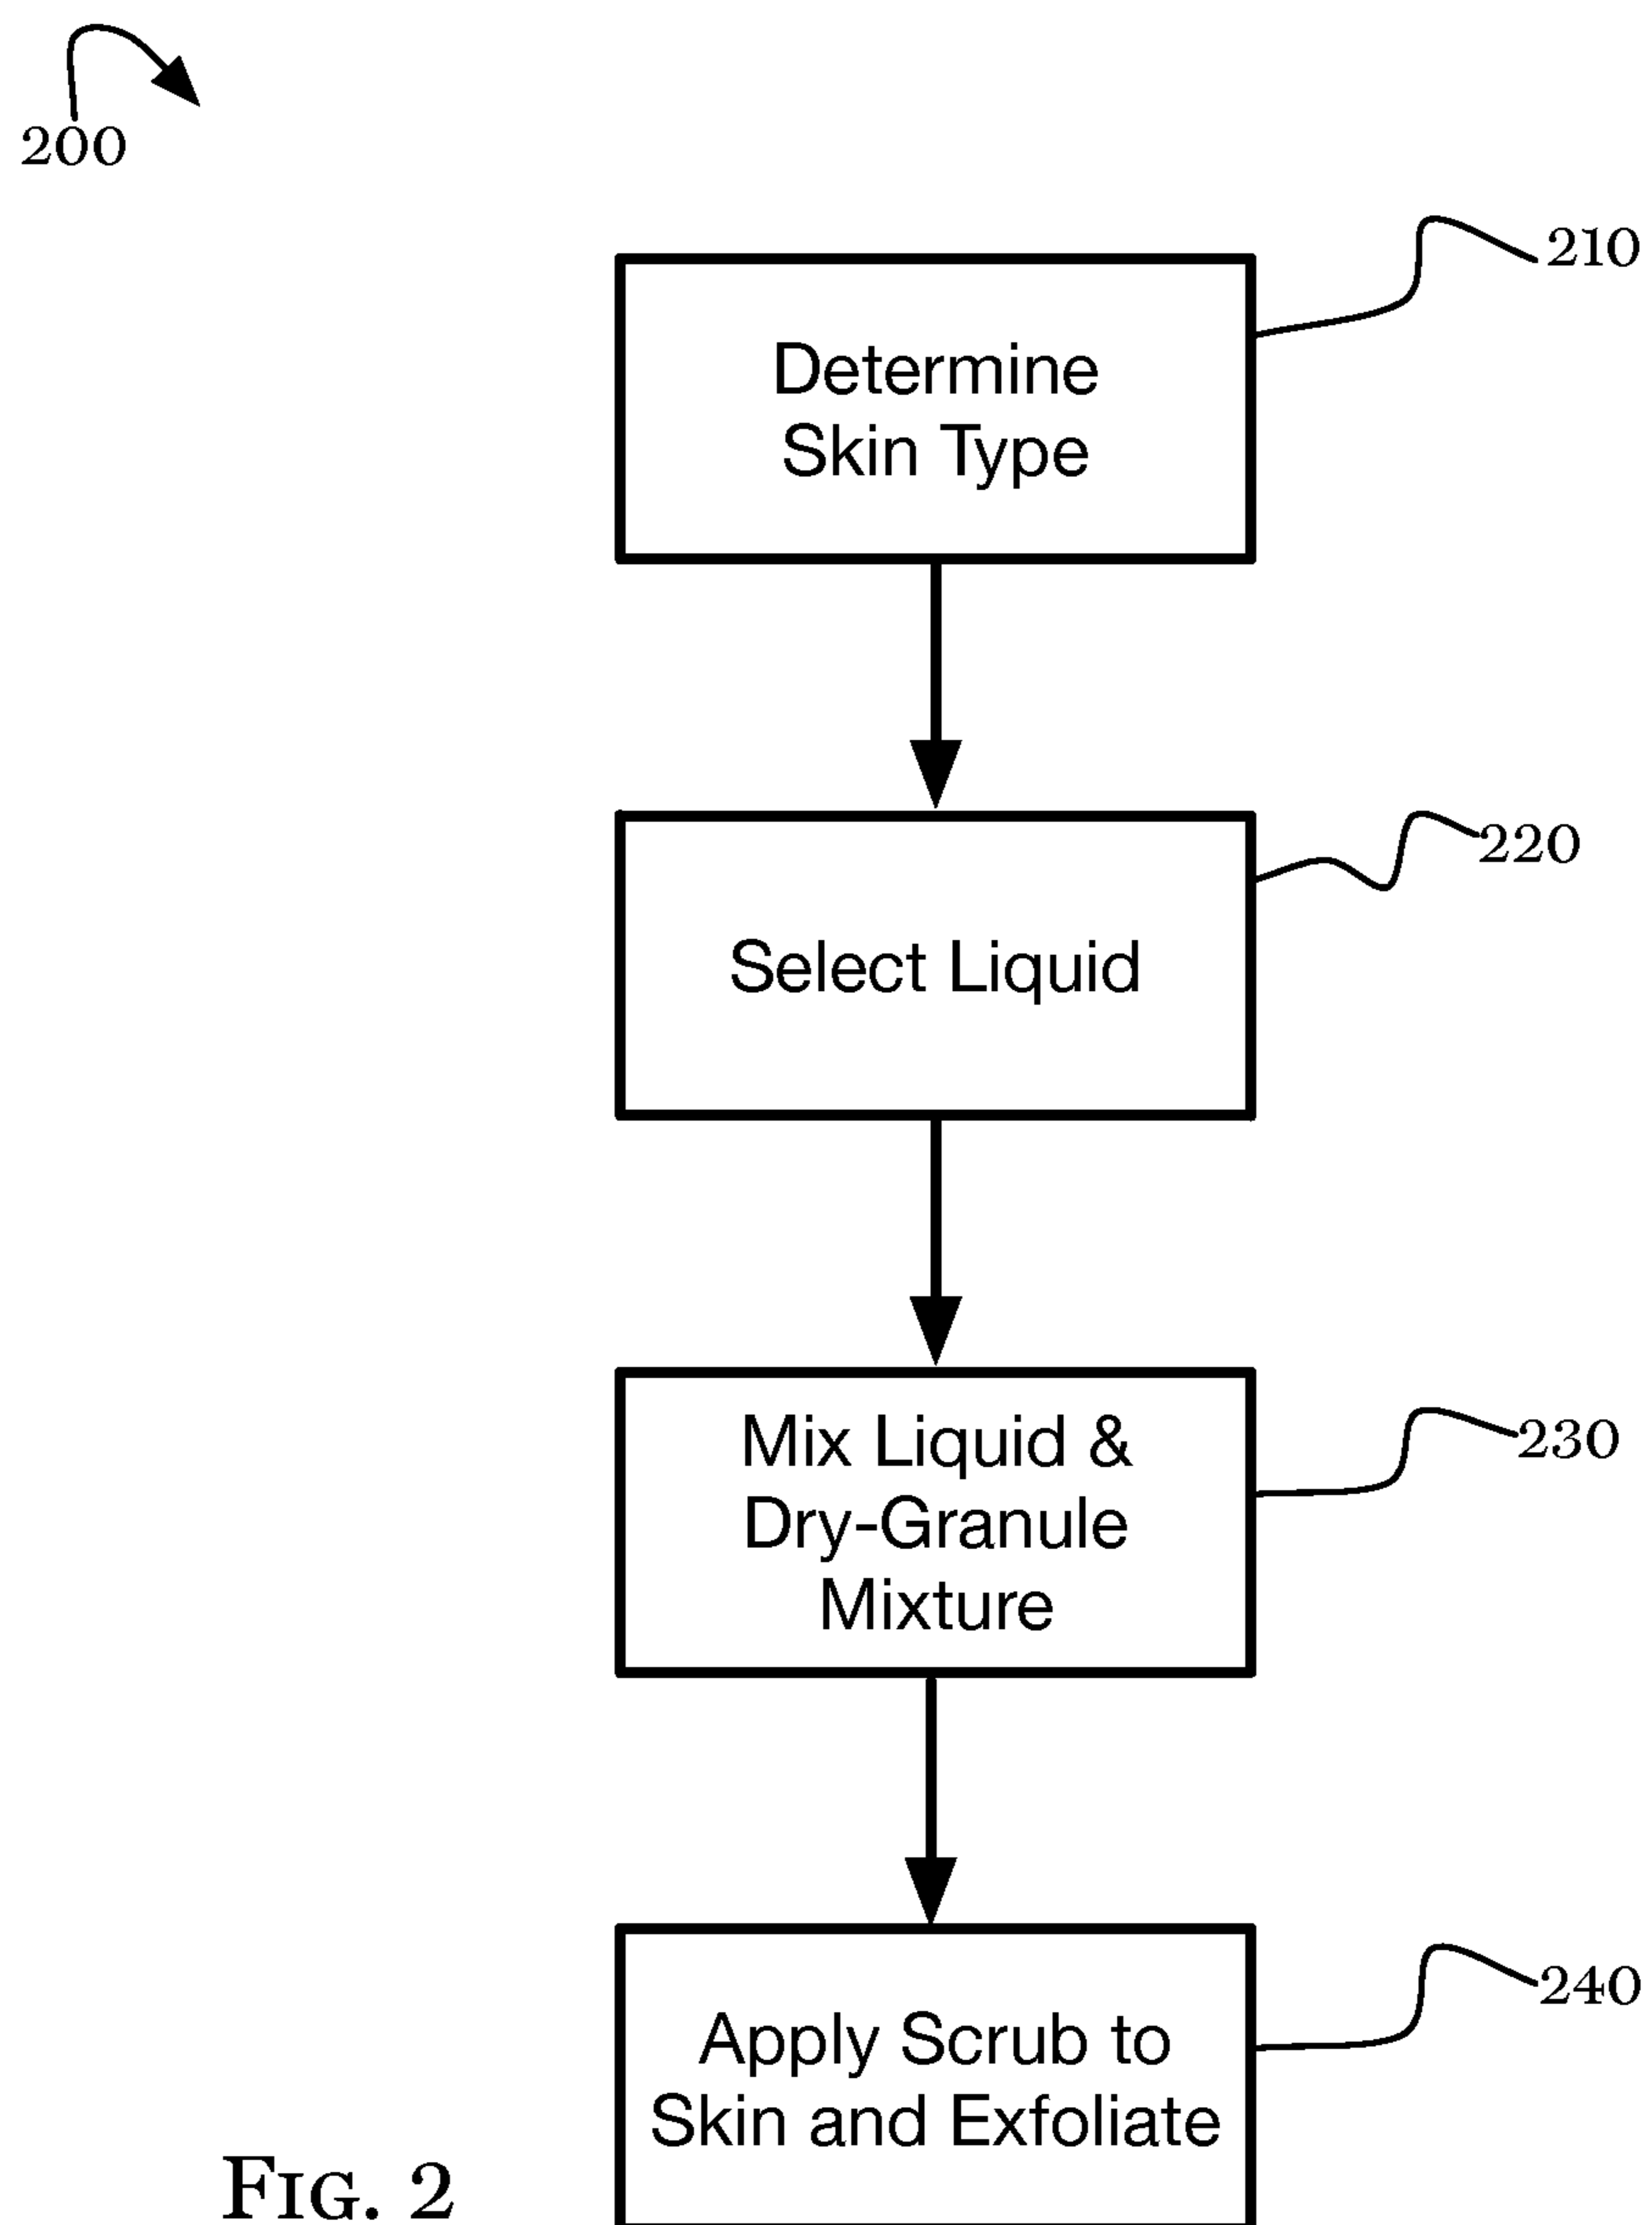 200
210
Determine
Skin Type
220
Select Liquid
230
Mix Liquid &
Dry-Granule
Mixture
240
Apply Scrub to
Skin and Exfoliate
FIG. 2